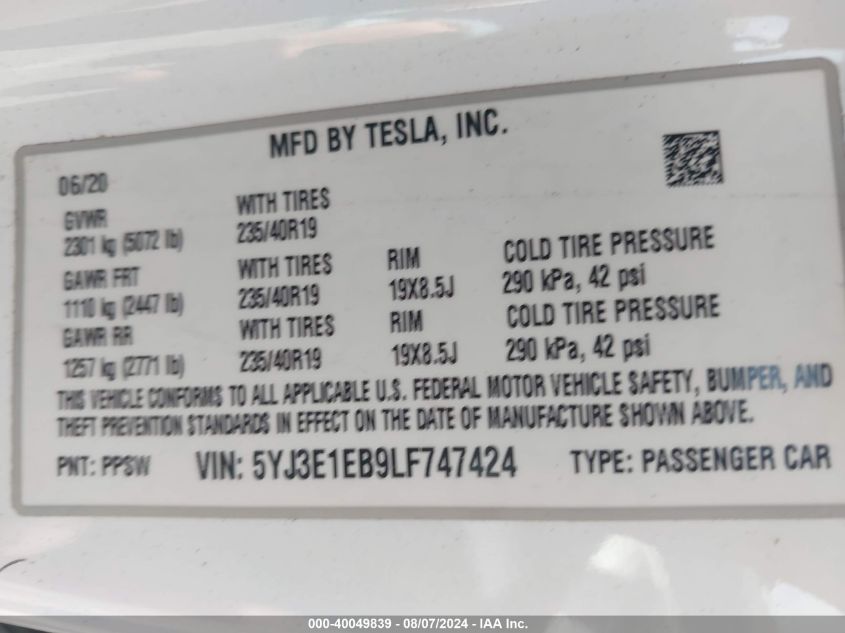 MFD BY TESLA, INC.
06/20
GVWR
2301 kg (5072 lb)
WITH TIRES
235/40R19
GAWR FRT
1110 kg (2447 lb)
WITH TIRES
235/40R19
RIM
19X8.5J
COLD TIRE PRESSURE
290 kPa, 42 psi
GAWR RR
1257 kg (2771 lb)
WITH TIRES
235/40R19
RIM
19X8.5J
COLD TIRE PRESSURE
290 kPa, 42 psi
THIS VEHICLE CONFORMS TO ALL APPLICABLE U.S. FEDERAL MOTOR VEHICLE SAFETY, BUMPER, AND
THEFT PREVENTION STANDARDS IN EFFECT ON THE DATE OF MANUFACTURE SHOWN ABOVE.
PNT: PPSW VIN: 5YJ3E1EB9LF747424 TYPE: PASSENGER CAR
000-40049839 - 08/07/2024 - IAA Inc.